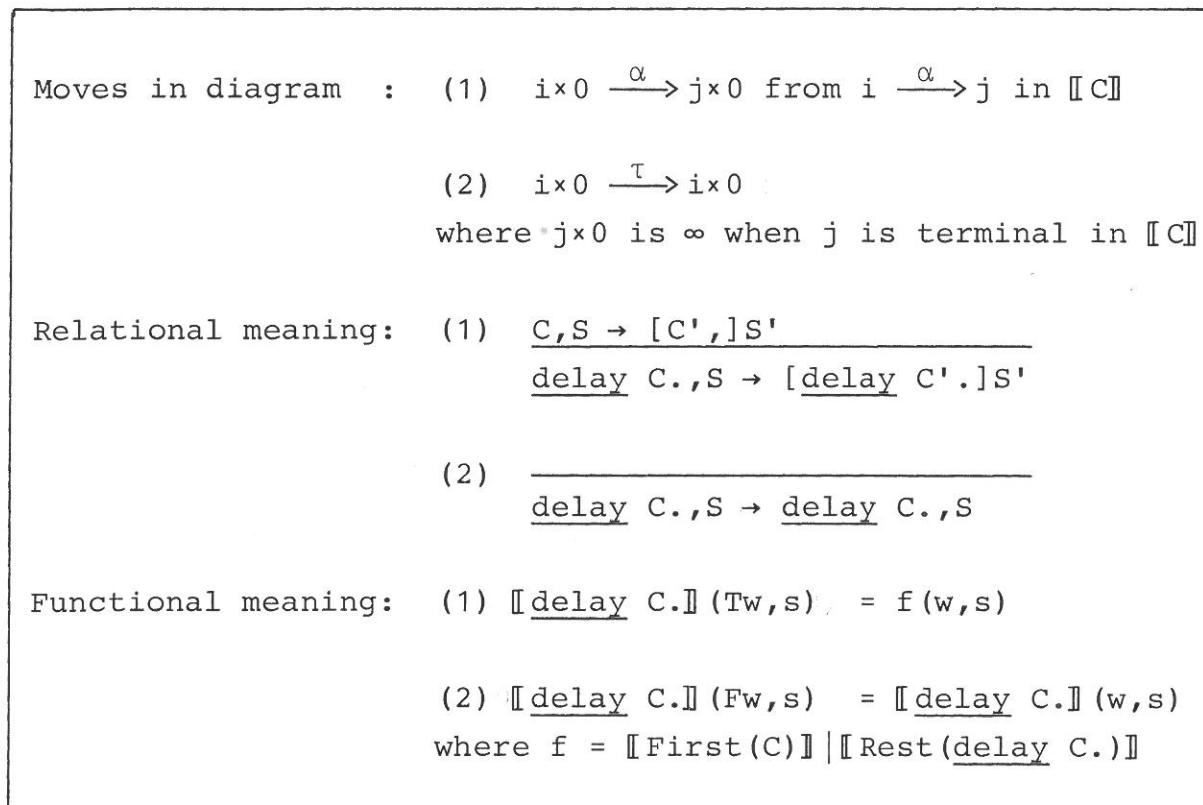 Moves in diagram : (1) i×0 —α→ j×0 from i —α→ j in ⟦C⟧
(2) i×0 —τ→ i×0
where j×0 is ∞ when j is terminal in ⟦C⟧
Relational meaning: (1) C,S → [C',]S'
delay C.,S → [delay C'.]S'
(2)
delay C.,S → delay C.,S
Functional meaning: (1) ⟦delay C.⟧(Tw,s) = f(w,s)
(2) ⟦delay C.⟧(Fw,s) = ⟦delay C.⟧(w,s)
where f = ⟦First(C)⟧|⟦Rest(delay C.)⟧